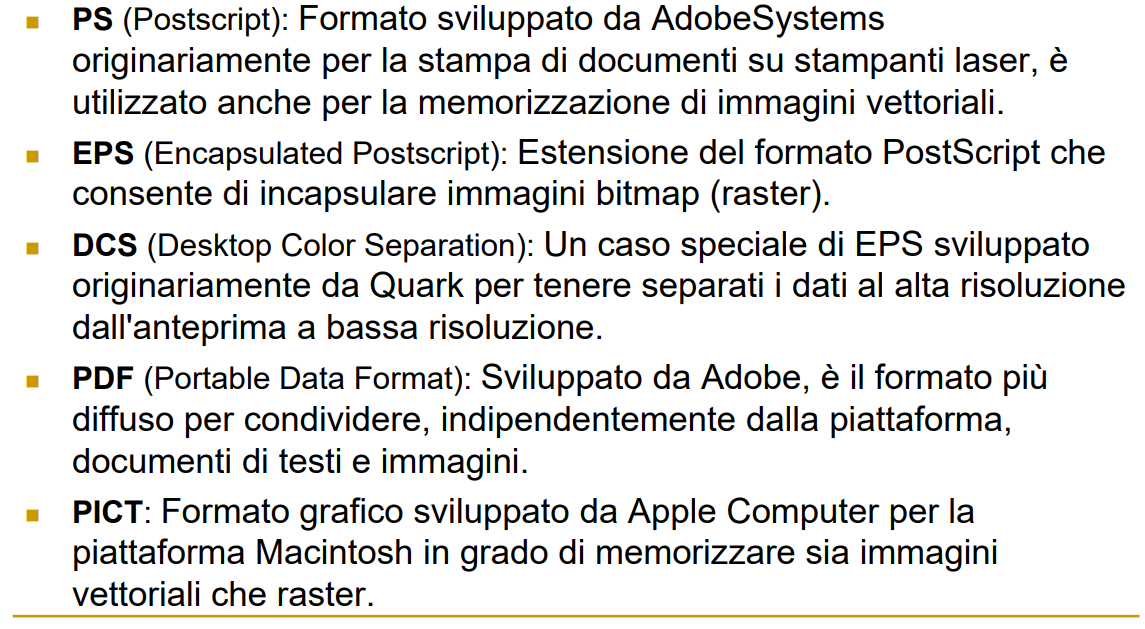 PS (Postscript): Formato sviluppato da AdobeSystems
originariamente per la stampa di documenti su stampanti laser, è
utilizzato anche per la memorizzazione di immagini vettoriali.
EPS (Encapsulated Postscript): Estensione del formato PostScript che
consente di incapsulare immagini bitmap (raster).
DCS (Desktop Color Separation): Un caso speciale di EPS sviluppato
originariamente da Quark per tenere separati i dati al alta risoluzione
dall'anteprima a bassa risoluzione.
PDF (Portable Data Format): Sviluppato da Adobe, è il formato più
diffuso per condividere, indipendentemente dalla piattaforma,
documenti di testi e immagini.
PICT: Formato grafico sviluppato da Apple Computer per la
piattaforma Macintosh in grado di memorizzare sia immagini
vettoriali che raster.